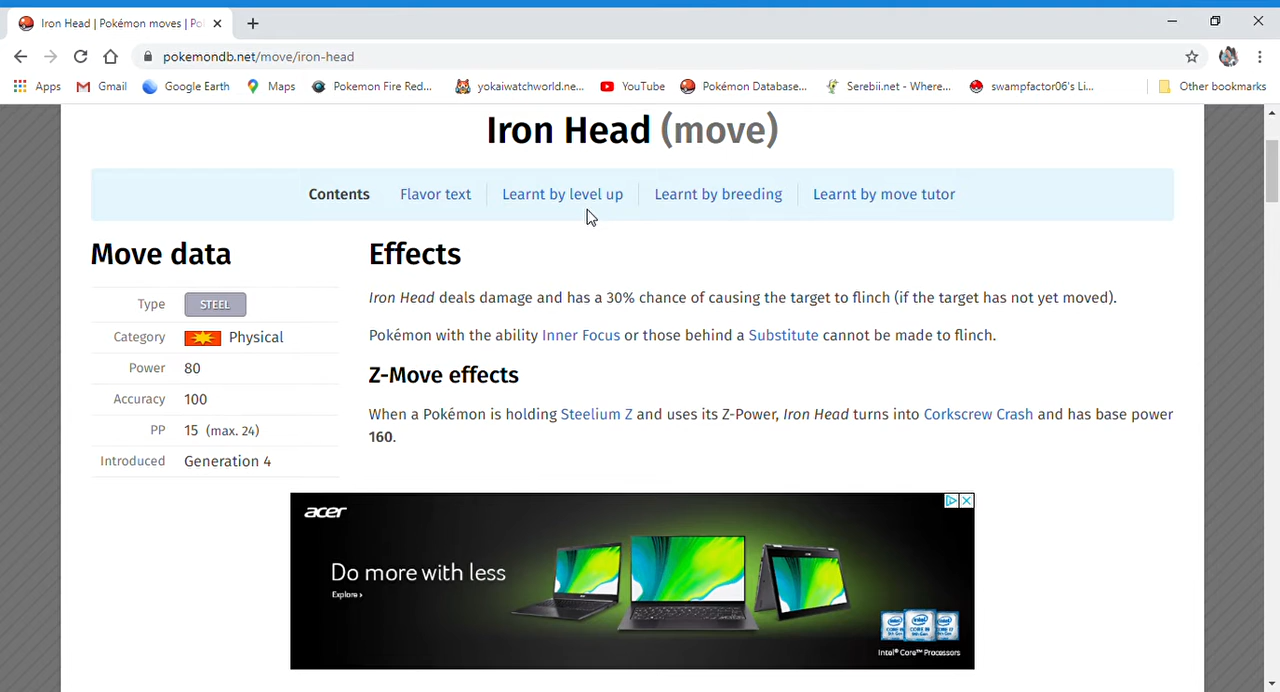 Iron Head | Pokémon moves | Po
pokemondb.net/move/iron-head
Apps Gmail Google Earth Maps Pokemon Fire Red... yokaiwatchworld.ne... YouTube Pokémon Database... Serebii.net - Where... swampfactor06's Li... Other bookmarks
Iron Head (move)
Contents Flavor text Learnt by level up Learnt by breeding Learnt by move tutor
Move data
Type STEEL
Category Physical
Power 80
Accuracy 100
PP 15 (max. 24)
Introduced Generation 4
Effects
Iron Head deals damage and has a 30% chance of causing the target to flinch (if the target has not yet moved).
Pokémon with the ability Inner Focus or those behind a Substitute cannot be made to flinch.
Z-Move effects
When a Pokémon is holding Steelium Z and uses its Z-Power, Iron Head turns into Corkscrew Crash and has base power
160.
acer
Do more with less
Explore ›
intel CORE i5 intel CORE i5 intel CORE i7
Intel® Core™ Processors